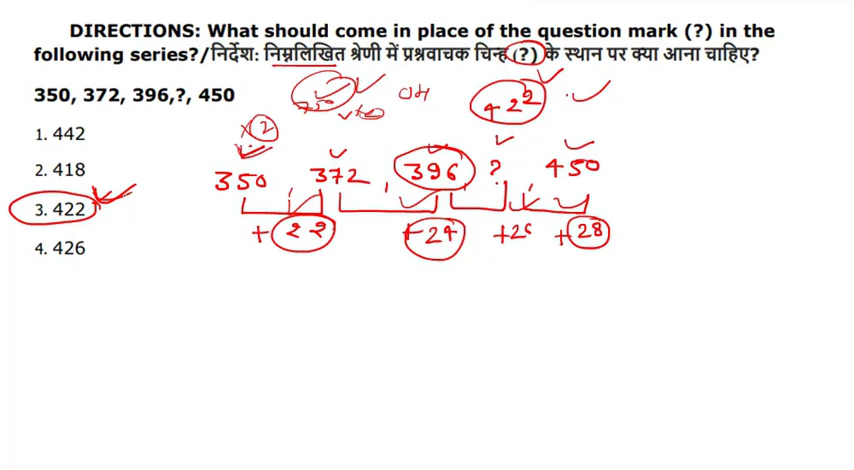 DIRECTIONS: What should come in place of the question mark (?) in the
following series?/निर्देश: निम्नलिखित श्रेणी में प्रश्नवाचक चिन्ह (?) के स्थान पर क्या आना चाहिए?
350, 372, 396,?, 450
422
×2
1. 442
2. 418
3. 422
4. 426
350 372 , 396 ? 450
+22 +24 +26 +28